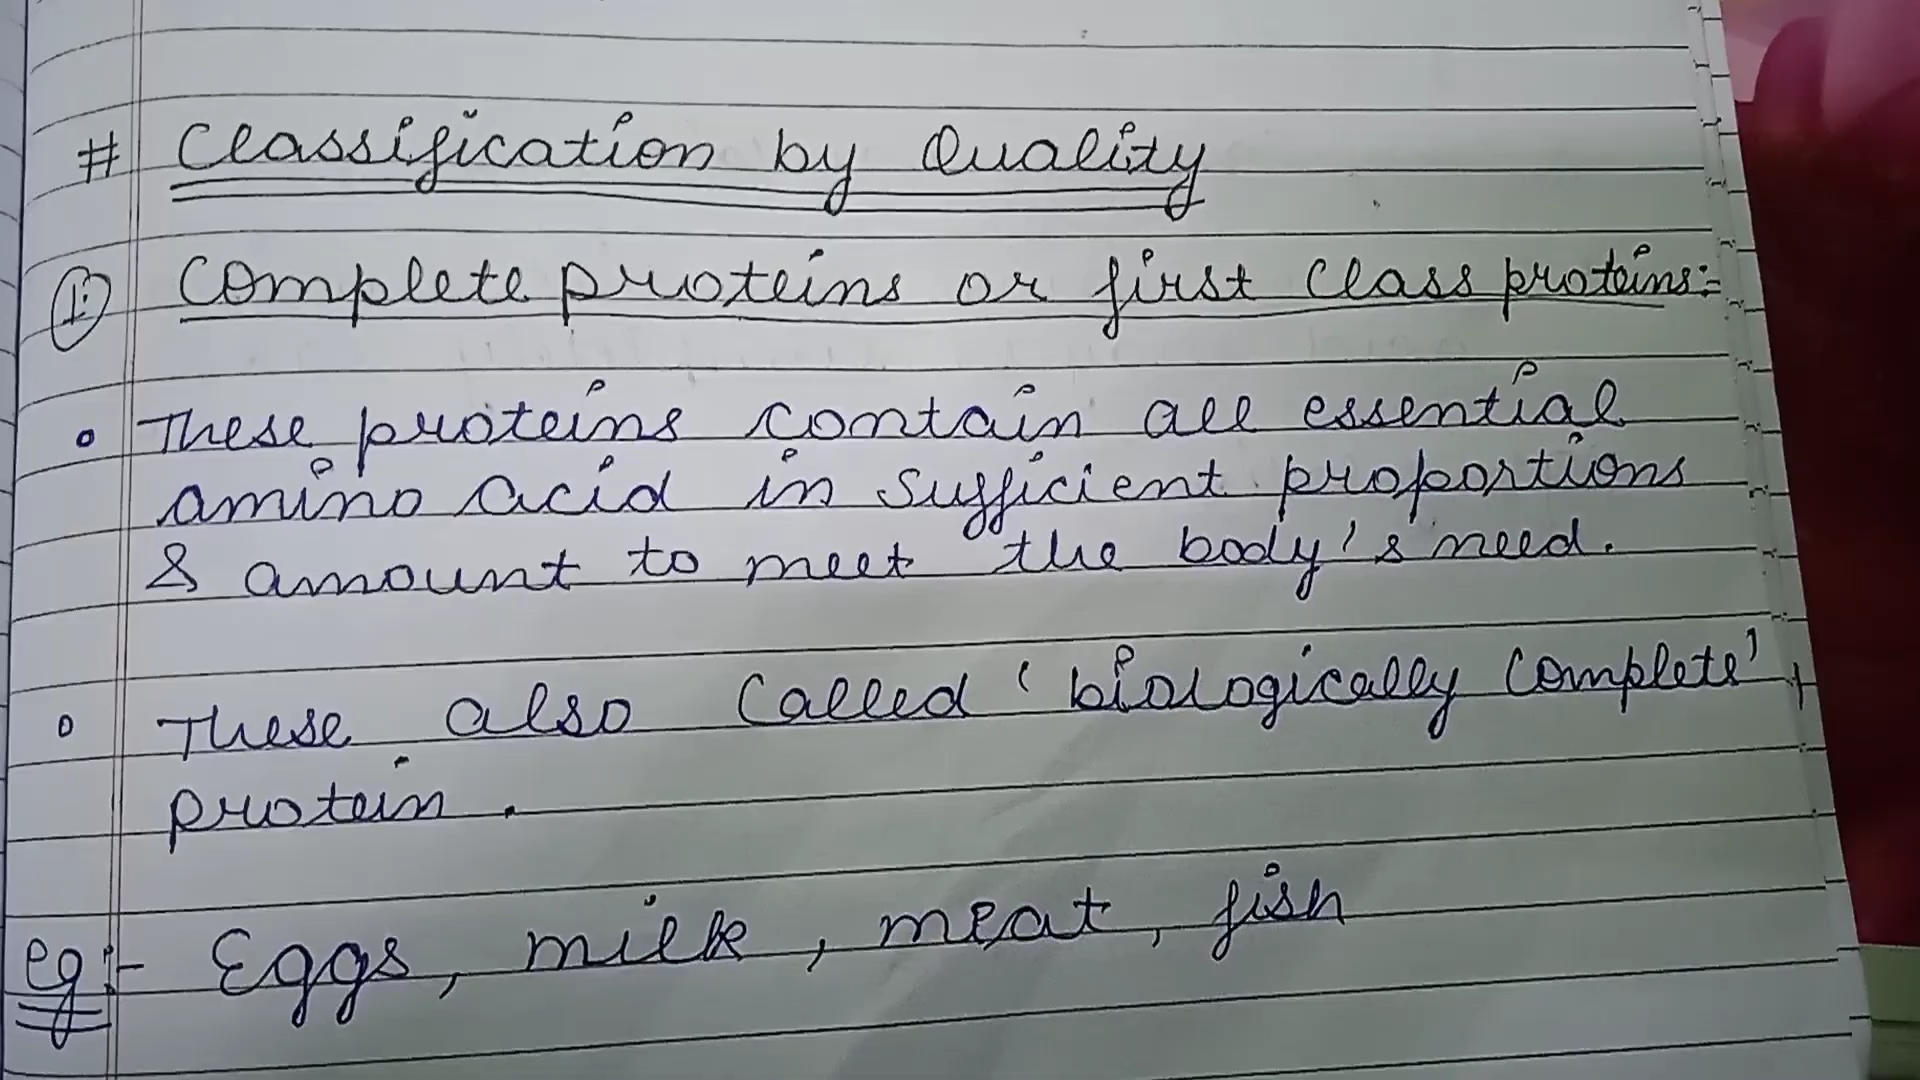 # Classification by Quality
① Complete proteins or first class proteins:-
• These proteins contain all essential
amino acid in sufficient proportions
& amount to meet the body's need.
• These also called 'biologically complete'
protein.
eg:- Eggs, milk, meat, fish